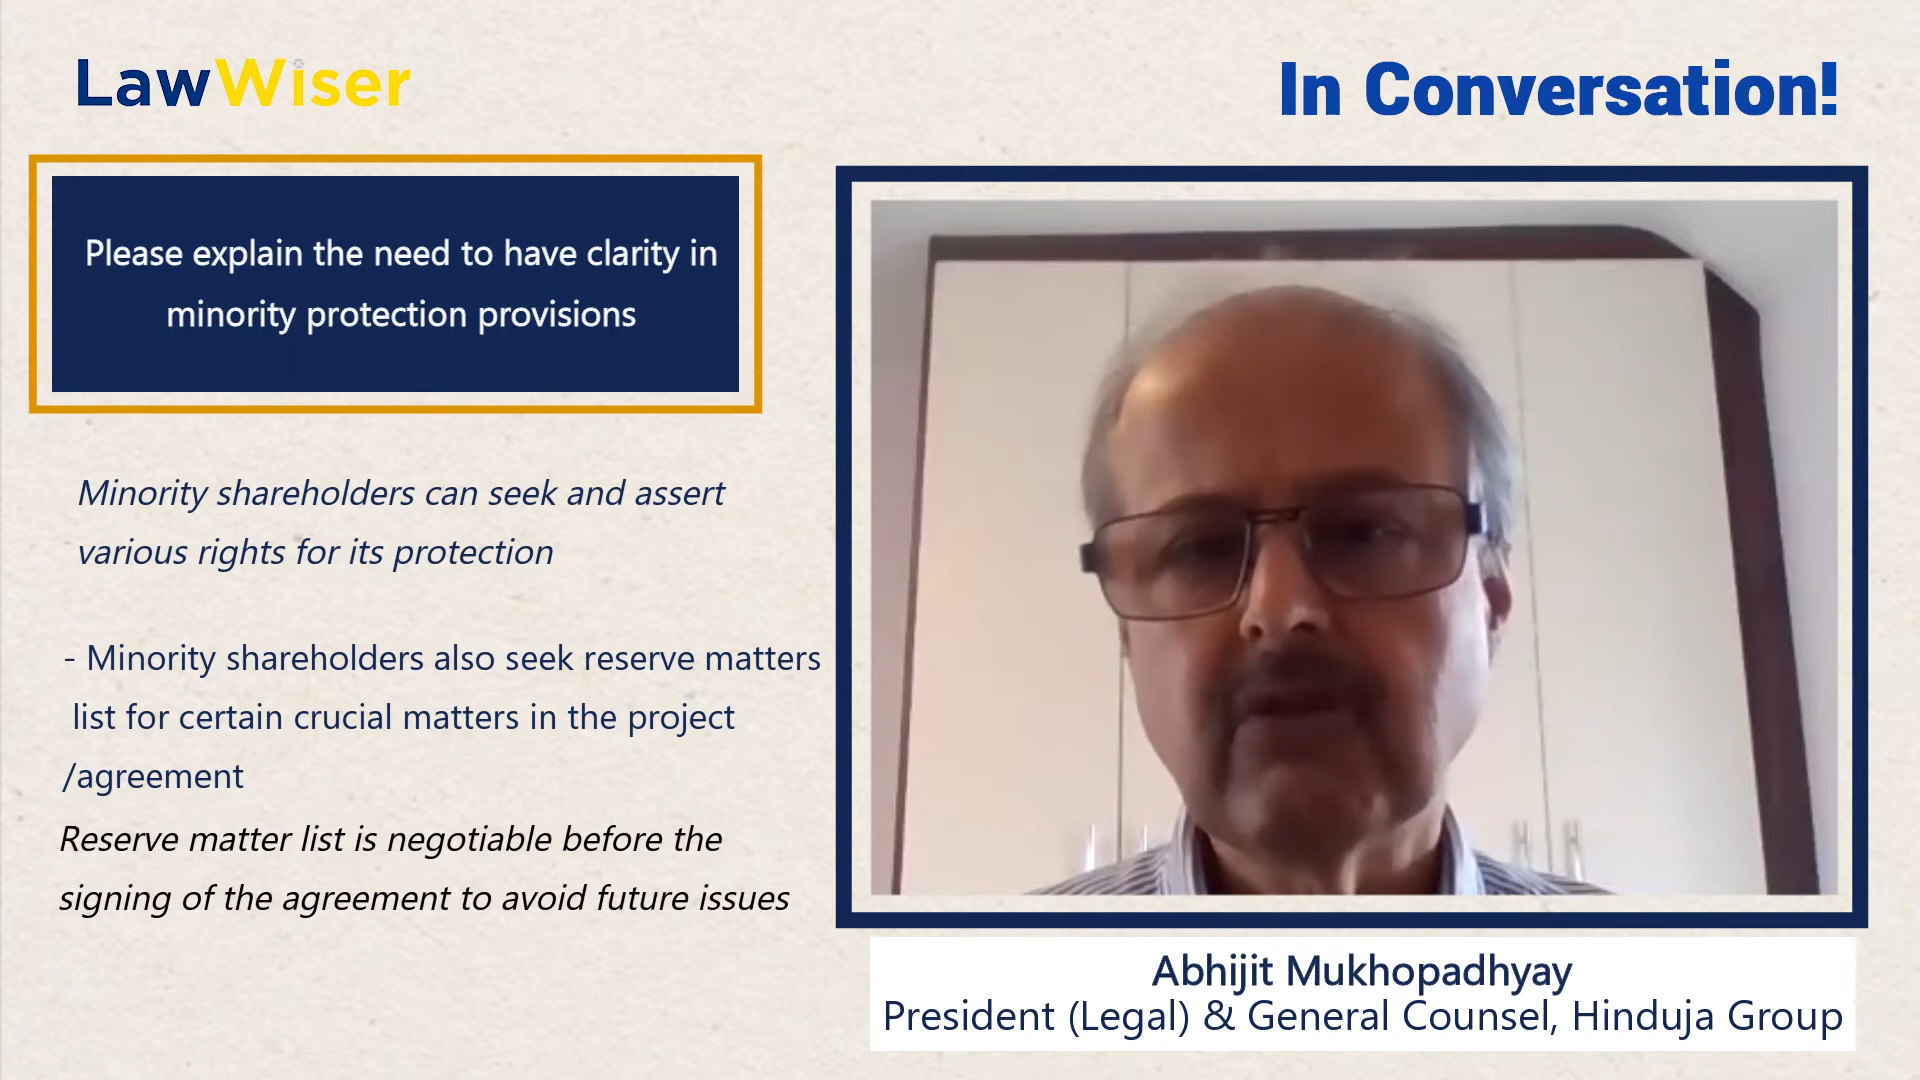 LawWiser
In Conversation!
Please explain the need to have clarity in
minority protection provisions
Minority shareholders can seek and assert
various rights for its protection
- Minority shareholders also seek reserve matters
list for certain crucial matters in the project
/agreement
Reserve matter list is negotiable before the
signing of the agreement to avoid future issues
Abhijit Mukhopadhyay
President (Legal) & General Counsel, Hinduja Group